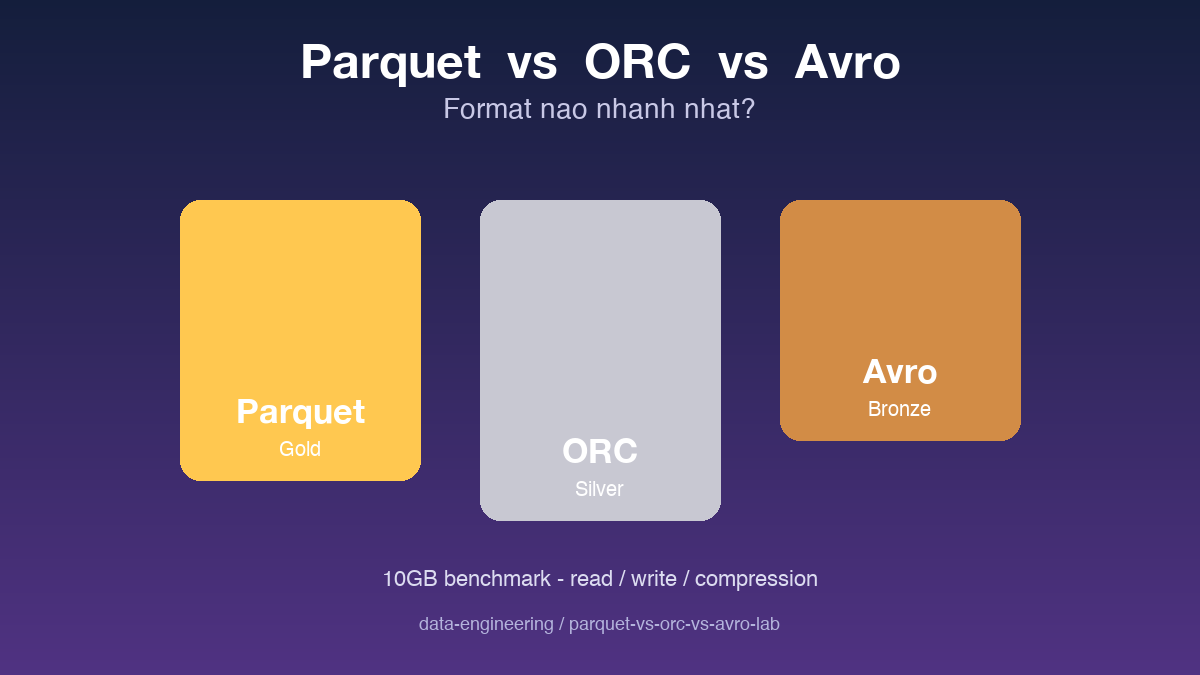 Parquet vs ORC vs Avro
Format nao nhanh nhat?
Parquet
Gold
ORC
Silver
Avro
Bronze
10GB benchmark - read / write / compression
data-engineering / parquet-vs-orc-vs-avro-lab